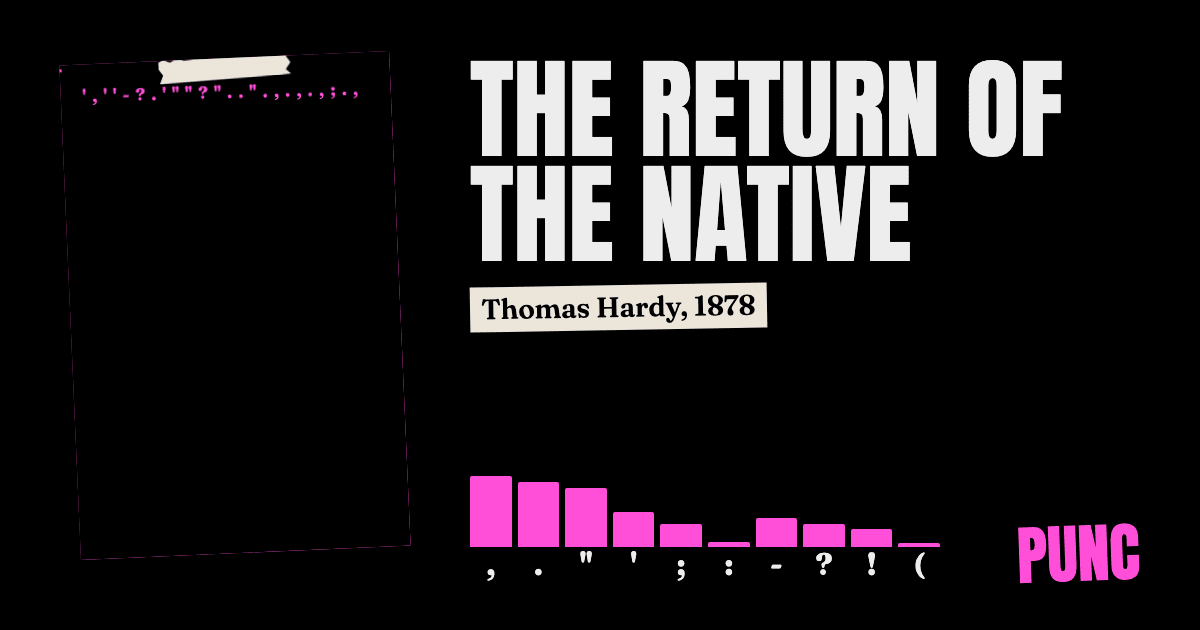 ',''-?.'""?"..".,.,.,;.,
THE RETURN OF
THE NATIVE
Thomas Hardy, 1878
, . " ' ; : - ? ! (
PUNC